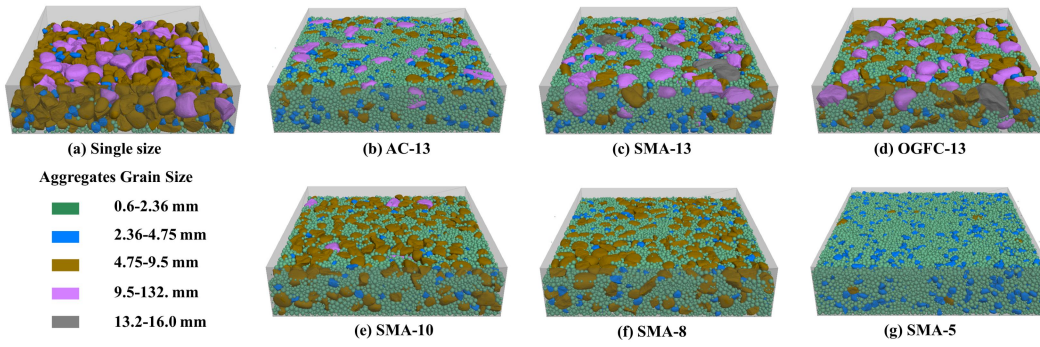 (a) Single size
(b) AC-13
(c) SMA-13
(d) OGFC-13
Aggregates Grain Size
0.6-2.36 mm
2.36-4.75 mm
4.75-9.5 mm
9.5-132. mm
13.2-16.0 mm
(e) SMA-10
(f) SMA-8
(g) SMA-5